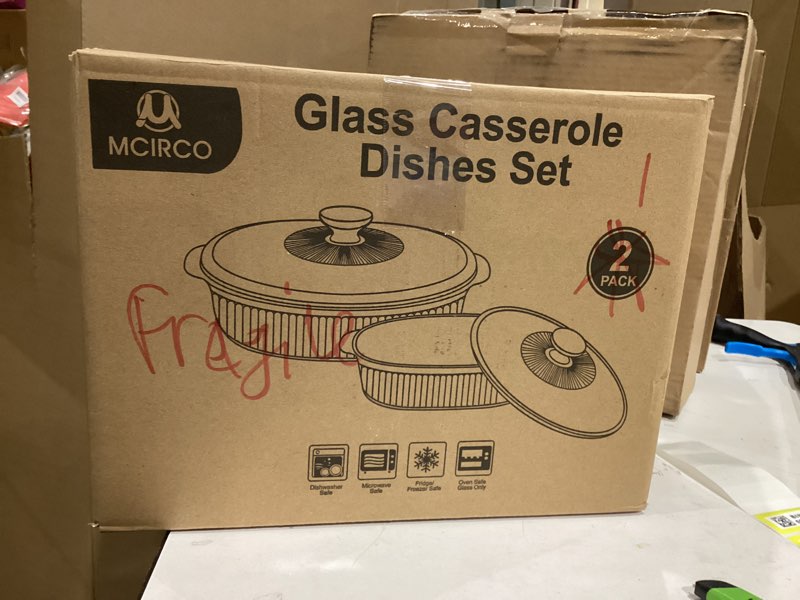 MCIRCO
Glass Casserole
Dishes Set
2
PACK
Fragile
Dishwasher
Safe
Microwave
Safe
Fridge/
Freezer Safe
Oven Safe
Glass Only